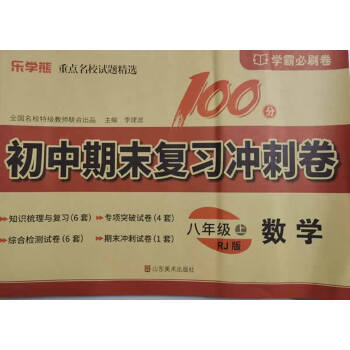 乐学熊 重点名校试题精选
学霸必刷卷
100分
全国名校特级教师联合出品 主编 李建波
初中期末复习冲刺卷
知识梳理与复习(6套) 专项突破试卷(4套)
综合检测试卷(6套) 期末冲刺试卷(1套)
八年级 上 RJ版 数学
山东美术出版社